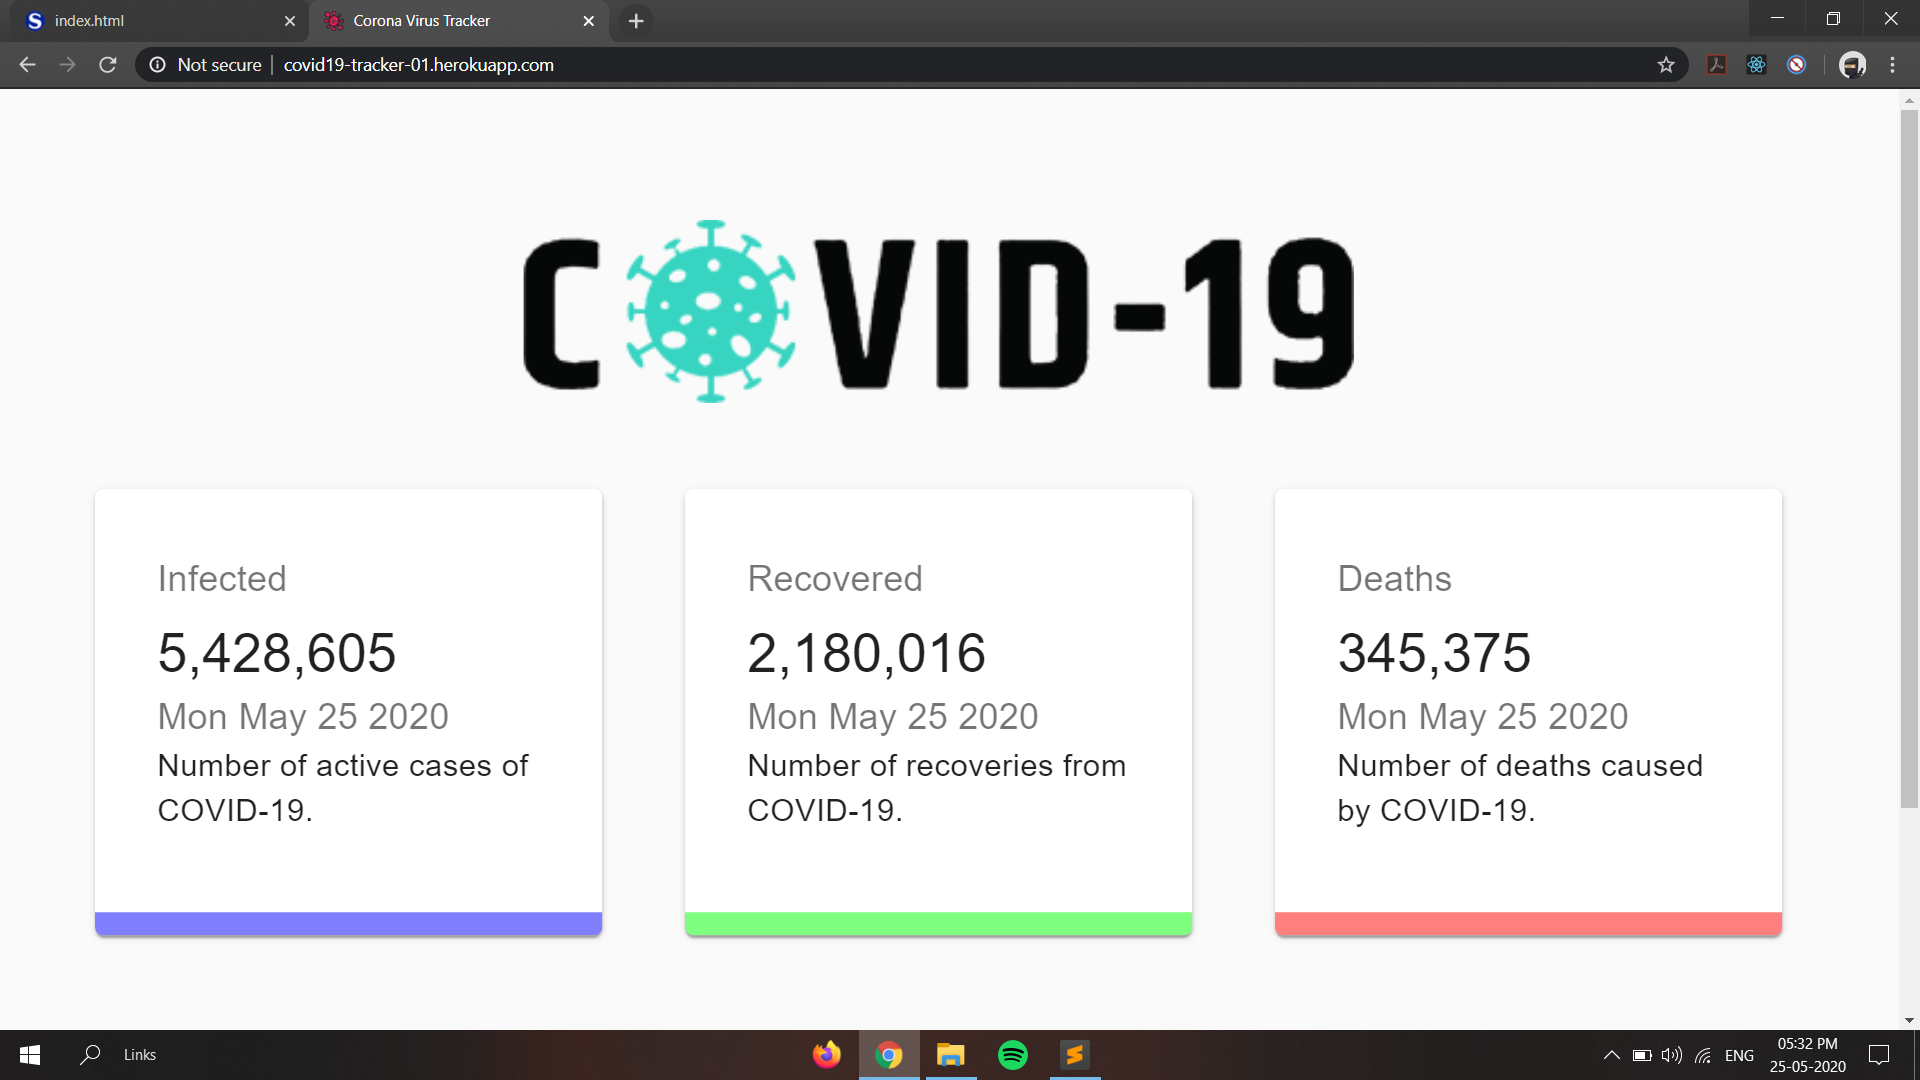 index.html
Corona Virus Tracker
Not secure
covid19-tracker-01.herokuapp.com
COVID-19
Infected
5,428,605
Mon May 25 2020
Number of active cases of
COVID-19.
Recovered
2,180,016
Mon May 25 2020
Number of recoveries from
COVID-19.
Deaths
345,375
Mon May 25 2020
Number of deaths caused
by COVID-19.
Links
ENG
05:32 PM
25-05-2020